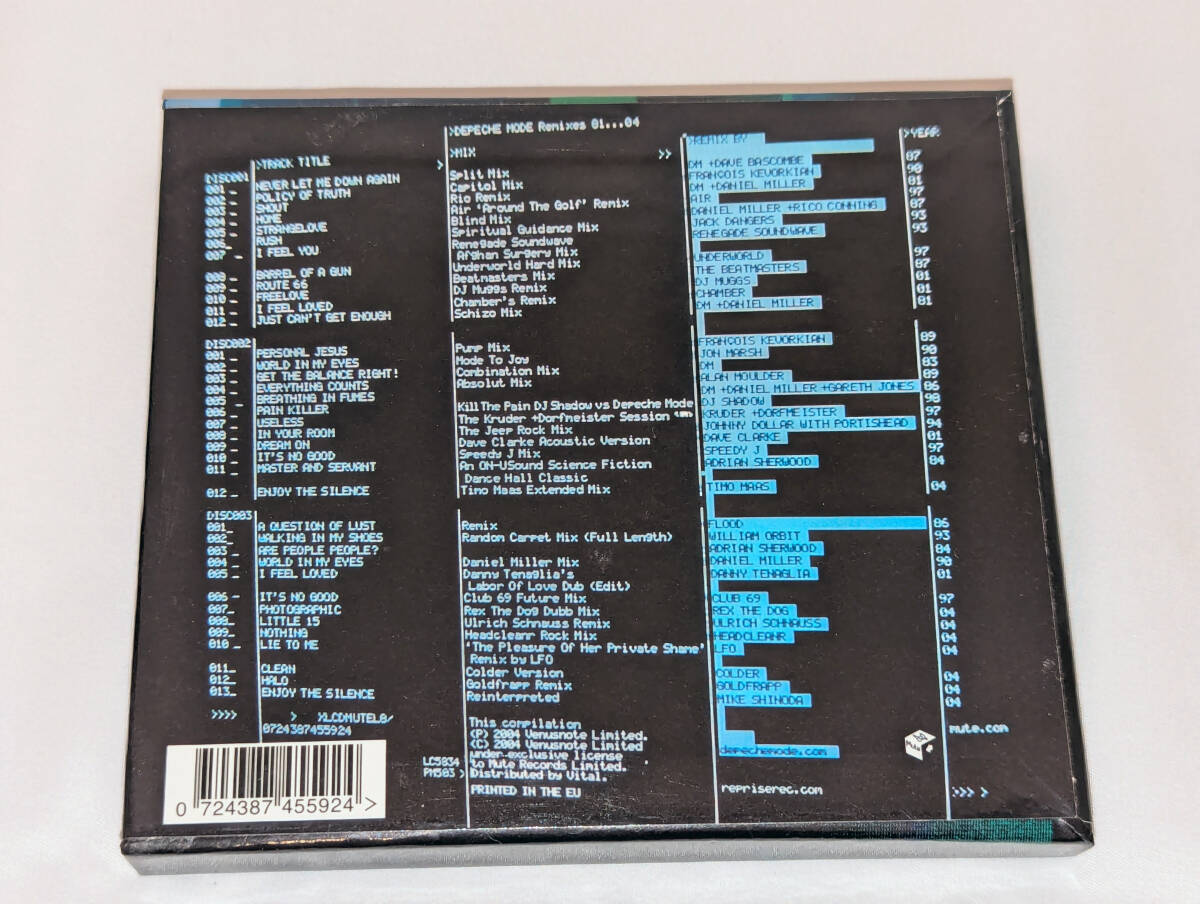 >DEPECHE MODE Remixes 81...04
>TRACK TITLE > >MIX >> >REMIX BY >YEAR
DISC001
001_ NEVER LET ME DOWN AGAIN Split Mix DM +DAVE BASCOMBE 87
002_ POLICY OF TRUTH Capitol Mix FRANÇOIS KEVORKIAN 90
003_ SHOUT Rio Remix DM +DANIEL MILLER 81
004_ HOME Air 'Around The Golf' Remix AIR 97
005_ STRANGELOVE Blind Mix DANIEL MILLER +RICO CONNING 87
006_ RUSH Spiritual Guidance Mix JACK DANGERS 93
007_ I FEEL YOU Renegade Soundwave RENEGADE SOUNDWAVE 93
Afghan Surgery Mix
008_ BARREL OF A GUN Underworld Hard Mix UNDERWORLD 97
009_ ROUTE 66 Beatmasters Mix THE BEATMASTERS 87
010_ FREELOVE DJ Muggs Remix DJ MUGGS 01
011_ I FEEL LOVED Chamber's Remix CHAMBER 01
012_ JUST CAN'T GET ENOUGH Schizo Mix DM +DANIEL MILLER 81
DISC002
001_ PERSONAL JESUS Pump Mix FRANÇOIS KEVORKIAN 89
002_ WORLD IN MY EYES Mode To Joy JON MARSH 90
003_ GET THE BALANCE RIGHT! Combination Mix DM 83
004_ EVERYTHING COUNTS Absolut Mix ALAN MOULDER 89
005_ BREATHING IN FUMES DM +DANIEL MILLER +GARETH JONES 86
006_ PAIN KILLER Kill The Pain DJ Shadow vs Depeche Mode DJ SHADOW 98
007_ USELESS The Kruder +Dorfmeister Session KRUDER +DORFMEISTER 97
008_ IN YOUR ROOM The Jeep Rock Mix JOHNNY DOLLAR WITH PORTISHEAD 94
009_ DREAM ON Dave Clarke Acoustic Version DAVE CLARKE 01
010_ IT'S NO GOOD Speedy J Mix SPEEDY J 97
011_ MASTER AND SERVANT An ON-USound Science Fiction ADRIAN SHERWOOD 84
Dance Hall Classic
012_ ENJOY THE SILENCE Timo Maas Extended Mix TIMO MAAS 04
DISC003
001_ A QUESTION OF LUST Remix FLOOD 86
002_ WALKING IN MY SHOES Random Carpet Mix (Full Length) WILLIAM ORBIT 93
003_ ARE PEOPLE PEOPLE? ADRIAN SHERWOOD 84
004_ WORLD IN MY EYES Daniel Miller Mix DANIEL MILLER 90
005_ I FEEL LOVED Danny Tenaglia's DANNY TENAGLIA 01
Labor Of Love Dub (Edit)
006_ IT'S NO GOOD Club 69 Future Mix CLUB 69 97
007_ PHOTOGRAPHIC Rex The Dog Dubb Mix REX THE DOG 04
008_ LITTLE 15 Ulrich Schnauss Remix ULRICH SCHNAUSS 04
009_ NOTHING Headcleanr Rock Mix HEADCLEANR 04
010_ LIE TO ME 'The Pleasure Of Her Private Shame' LFO 04
Remix by LFO
011_ CLEAN Colder Version COLDER 04
012_ HALO Goldfrapp Remix GOLDFRAPP 04
013_ ENJOY THE SILENCE Reinterpreted MIKE SHINODA 04
>>>> > XLCDMUTEL8/
0724387455924
This compilation
(P) 2004 Venusnote Limited.
(C) 2004 Venusnote Limited
under exclusive license
to Mute Records Limited.
Distributed by Vital.
LC5834
PM583 >
PRINTED IN THE EU
depechemode.com
repriserec.com
Mute
mute.com
>>> >
0 724387 455924 >